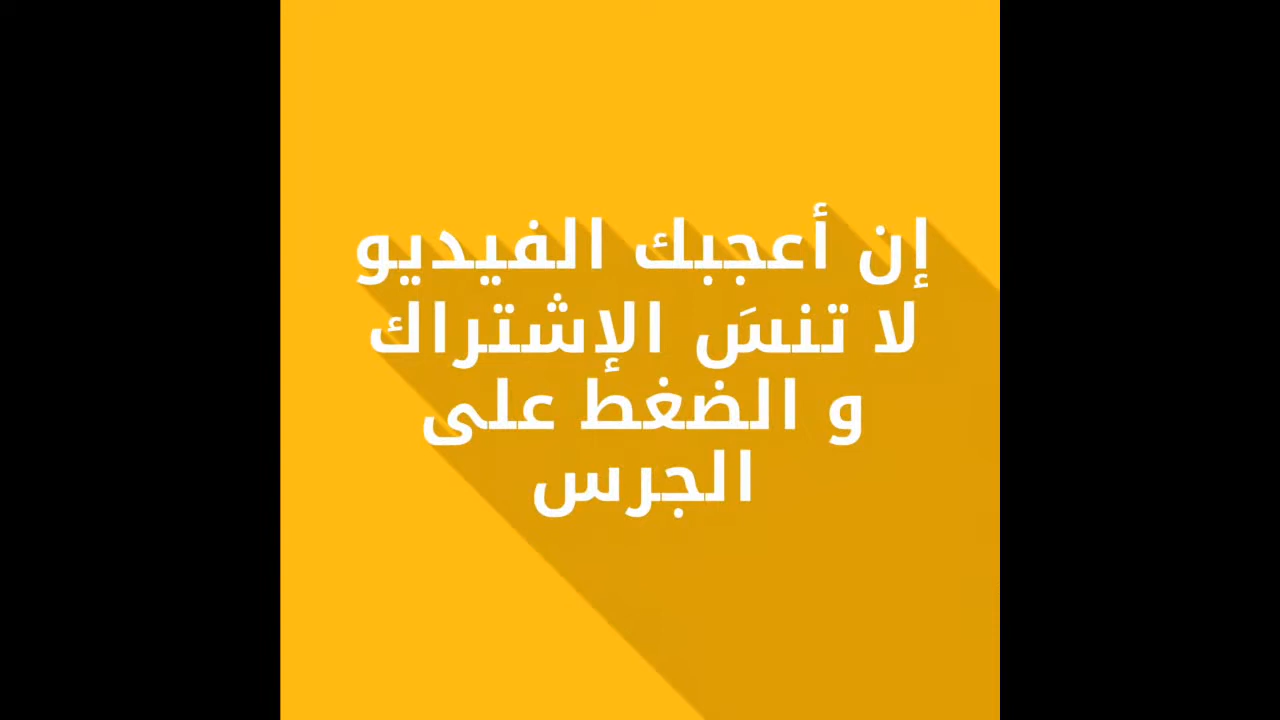 إن أعجبك الفيديو
لا تنسَ الإشتراك
و الضغط على
الجرس